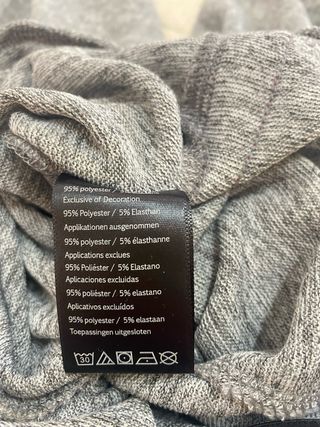 95% polyester /
Exclusive of Decoration
95% Polyester / 5% Elasthan
Applikationen ausgenommen
95% polyester / 5% élasthanne
Applications exclues
95% Poliéster / 5% Elastano
Aplicaciones excluidas
95% poliéster / 5% elastano
Aplicativos excluídos
95% polyester / 5% elastaan
Toepassingen uitgesloten
30